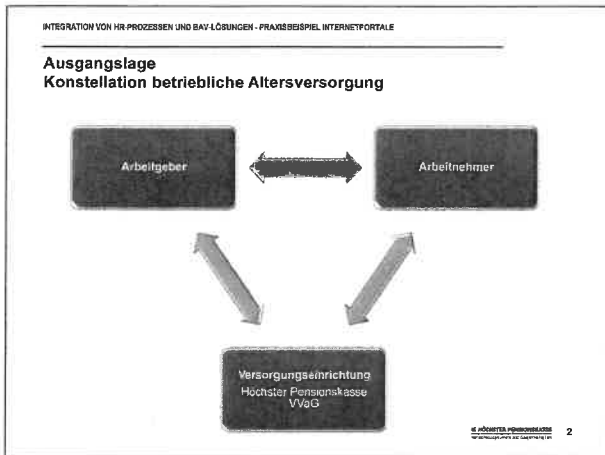 INTEGRATION VON HR-PROZESSEN UND BAV-LÖSUNGEN - PRAXISBEISPIEL INTERNETPORTALE
Ausgangslage
Konstellation betriebliche Altersversorgung
Arbeitgeber
Arbeitnehmer
Versorgungseinrichtung
Höchster Pensionskasse
VVaG
HÖCHSTER PENSIONSKASSE
2